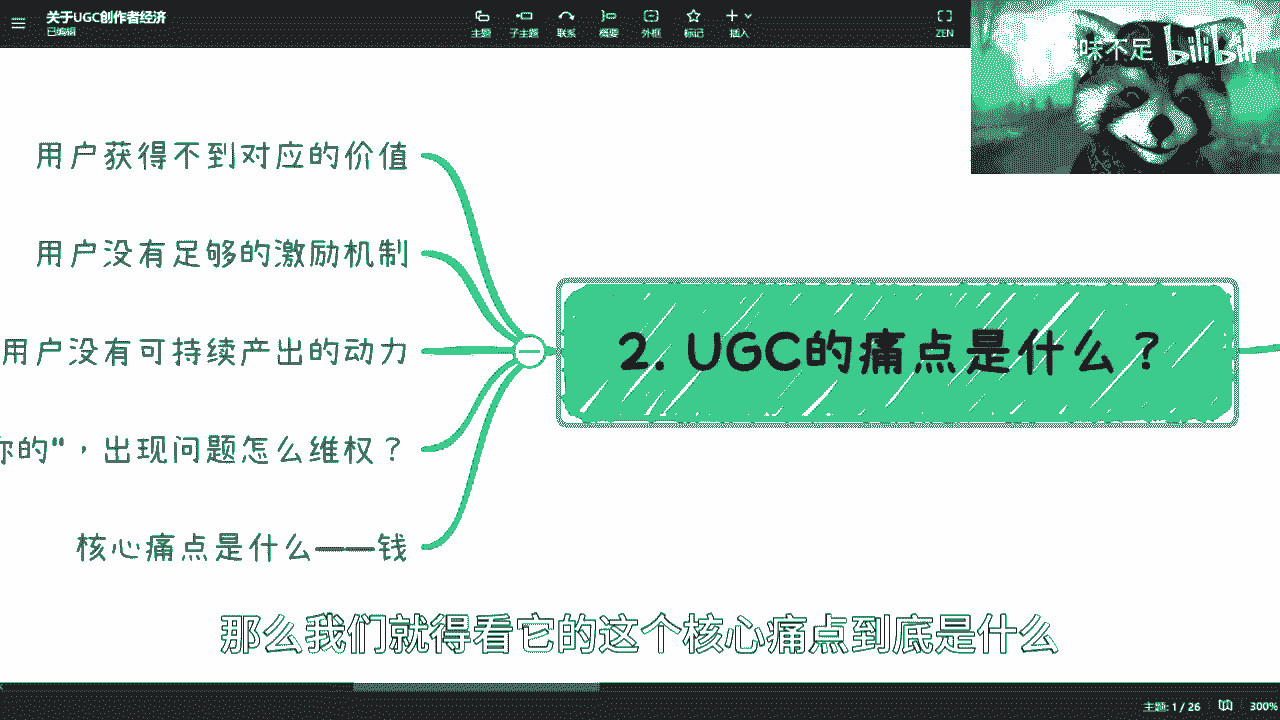 关于UGC创作者经济
已编辑
主题 子主题 联系 概要 外框 标记 插入 ZEN
味不足 bilibili
用户获得不到对应的价值
用户没有足够的激励机制
用户没有可持续产出的动力
你的"，出现问题怎么维权？
核心痛点是什么——钱
2. UGC的痛点是什么？
那么我们就得看它的这个核心痛点到底是什么
主题: 1 / 26 300%